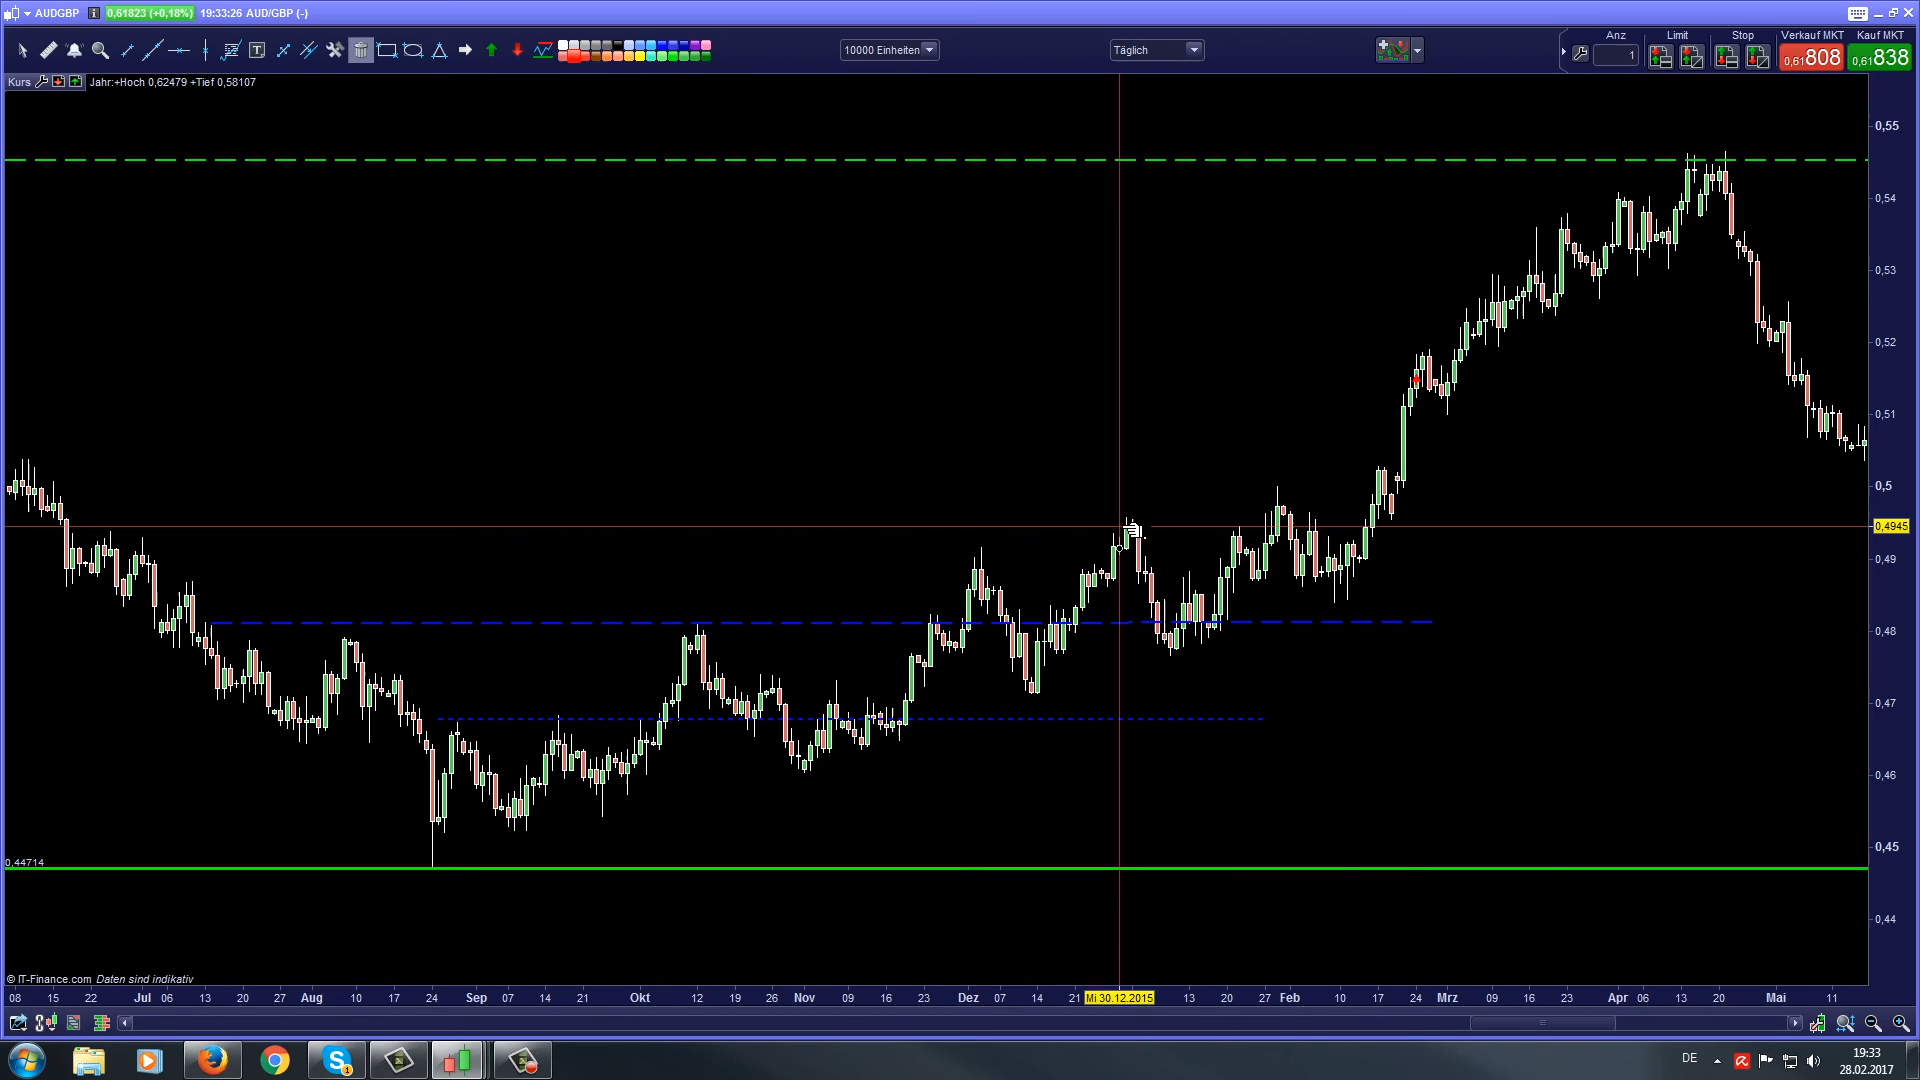 AUDGBP 0,61823 (+0,18%) 19:33:26 AUD/GBP (-)
10000 Einheiten Täglich Anz Limit Stop Verkauf MKT Kauf MKT
1 0,61808 0,61838
Kurs Jahr:+Hoch 0,62479 +Tief 0,58107
0,55
0,54
0,53
0,52
0,51
0,5
0,4945
0,49
0,48
0,47
0,46
0,45
0,44714
0,44
© IT-Finance.com Daten sind indikativ
08 15 22 Jul 06 13 20 27 Aug 10 17 24 Sep 07 14 21 Okt 12 19 26 Nov 09 16 23 Dez 07 14 21 Mi 30.12.2015 13 20 27 Feb 10 17 24 Mrz 09 16 23 Apr 06 13 20 Mai 11
DE 19:33
28.02.2017